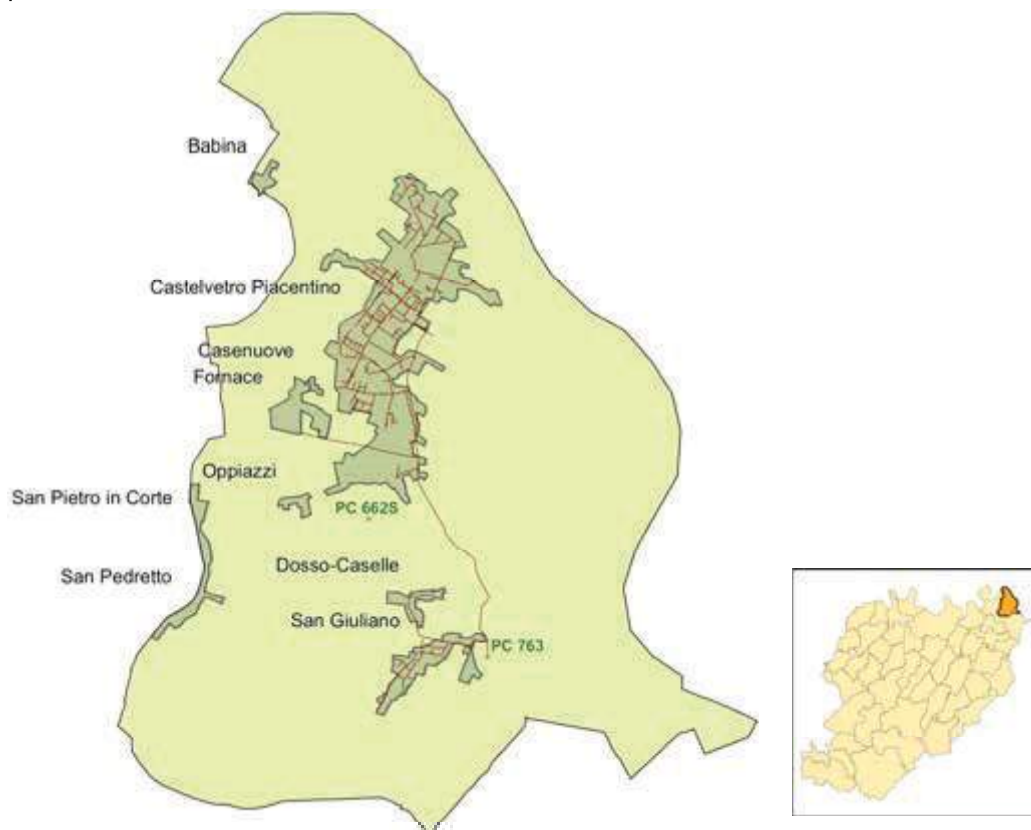 Babina
Castelvetro Piacentino
Casenuove
Fornace
Oppiazzi
San Pietro in Corte
PC 662S
Dosso-Caselle
San Pedretto
San Giuliano
PC 763